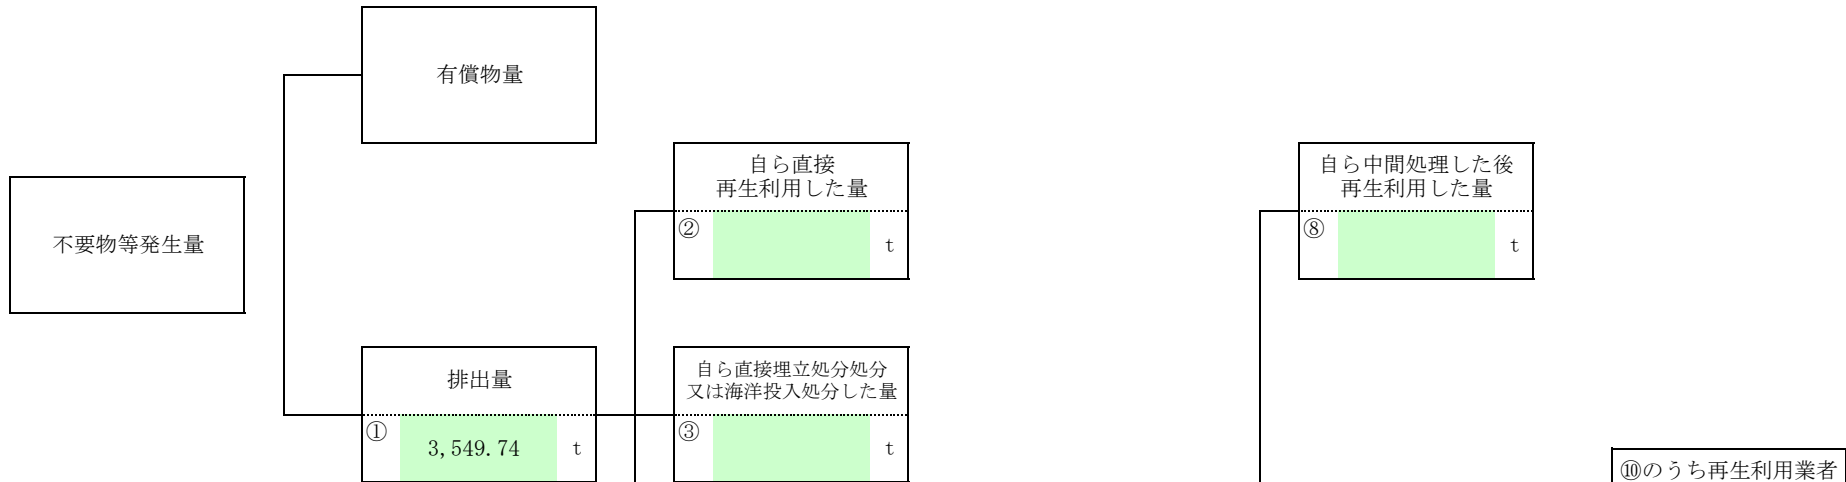 有償物量
自ら直接
再生利用した量
② t
自ら中間処理した後
再生利用した量
⑧ t
不要物等発生量
排出量
① 3,549.74 t
自ら直接埋立処分処分
又は海洋投入処分した量
③ t
⑩のうち再生利用業者